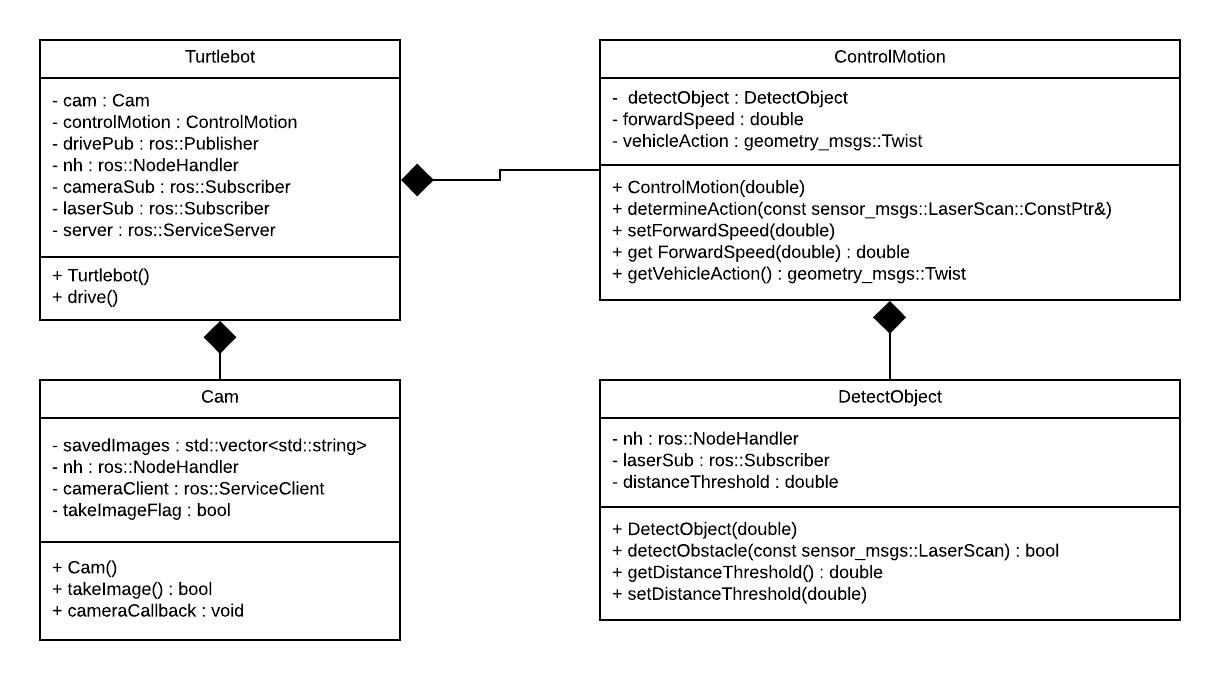 Turtlebot
- cam : Cam
- controlMotion : ControlMotion
- drivePub : ros::Publisher
- nh : ros::NodeHandler
- cameraSub : ros::Subscriber
- laserSub : ros::Subscriber
- server : ros::ServiceServer
+ Turtlebot()
+ drive()
ControlMotion
- detectObject : DetectObject
- forwardSpeed : double
- vehicleAction : geometry_msgs::Twist
+ ControlMotion(double)
+ determineAction(const sensor_msgs::LaserScan::ConstPtr&)
+ setForwardSpeed(double)
+ get ForwardSpeed(double) : double
+ getVehicleAction() : geometry_msgs::Twist
Cam
- savedImages : std::vector<std::string>
- nh : ros::NodeHandler
- cameraClient : ros::ServiceClient
- takeImageFlag : bool
+ Cam()
+ takeImage() : bool
+ cameraCallback : void
DetectObject
- nh : ros::NodeHandler
- laserSub : ros::Subscriber
- distanceThreshold : double
+ DetectObject(double)
+ detectObstacle(const sensor_msgs::LaserScan) : bool
+ getDistanceThreshold() : double
+ setDistanceThreshold(double)